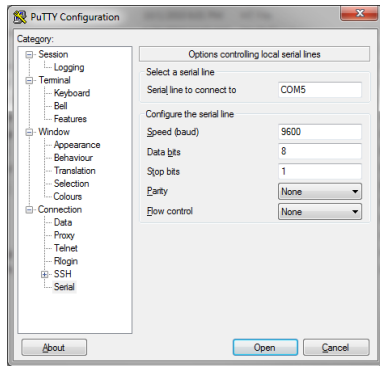 PuTTY Configuration
Category:
Session
Logging
Terminal
Keyboard
Bell
Features
Window
Appearance
Behaviour
Translation
Selection
Colours
Connection
Data
Proxy
Telnet
Rlogin
SSH
Serial
Options controlling local serial lines
Select a serial line
Serial line to connect to COM5
Configure the serial line
Speed (baud) 9600
Data bits 8
Stop bits 1
Parity None
Flow control None
About Open Cancel